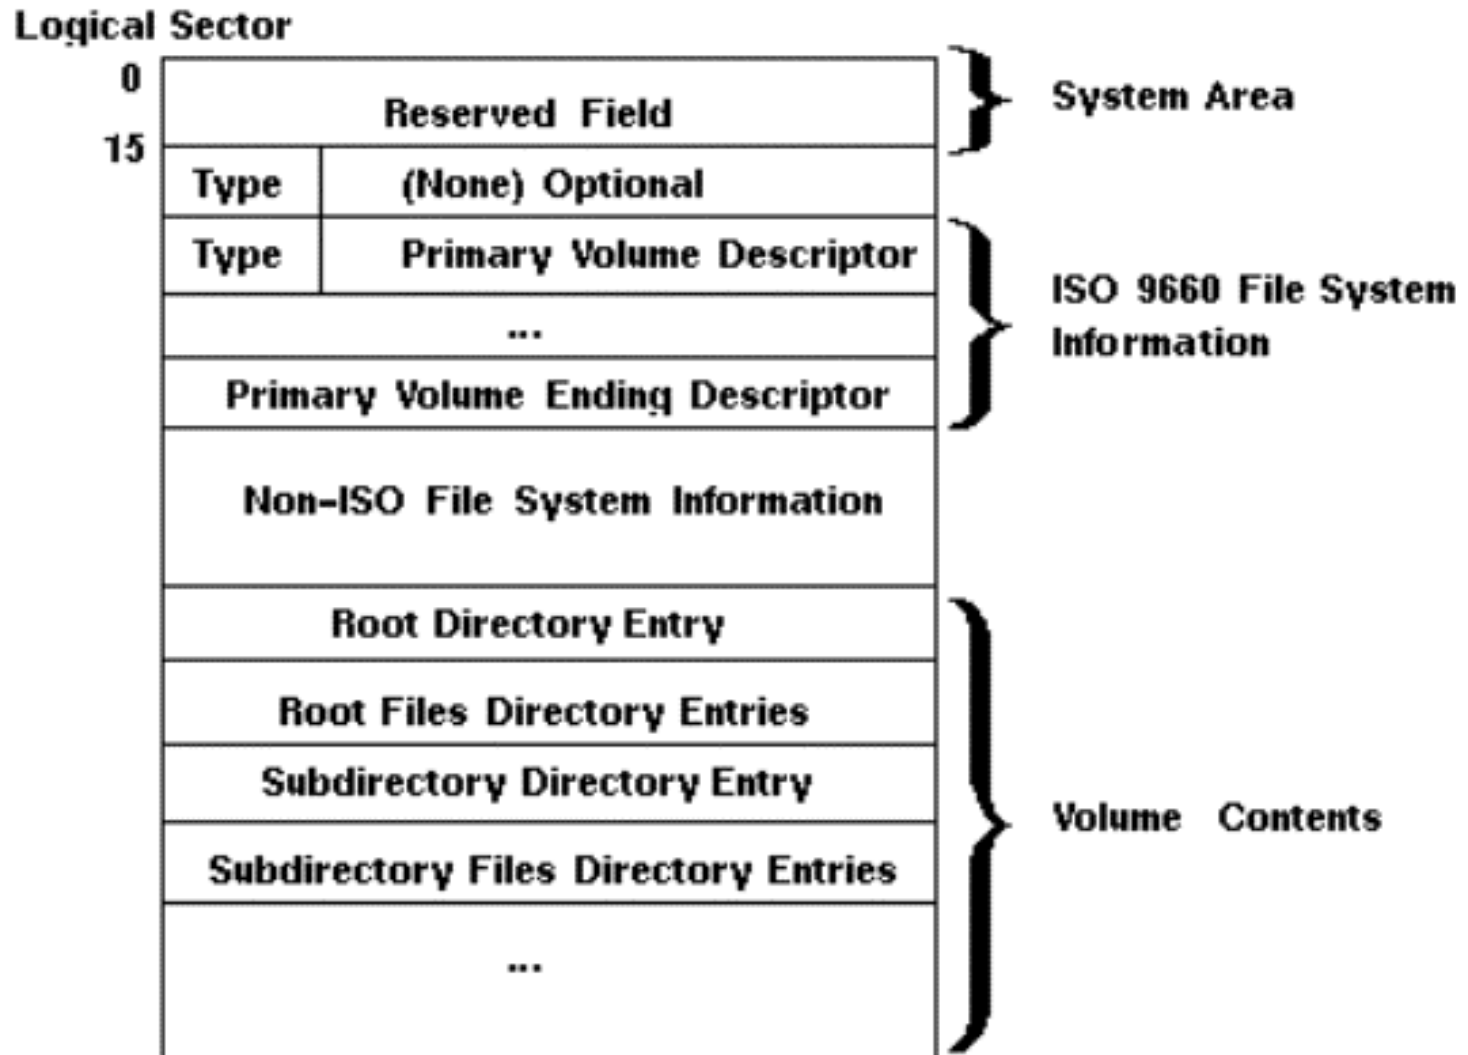 Logical Sector
0
Reserved Field
System Area
15
Type
(None) Optional
Type
Primary Volume Descriptor
ISO 9660 File System
Information
...
Primary Volume Ending Descriptor
Non-ISO File System Information
Root Directory Entry
Root Files Directory Entries
Subdirectory Directory Entry
Volume Contents
Subdirectory Files Directory Entries
...